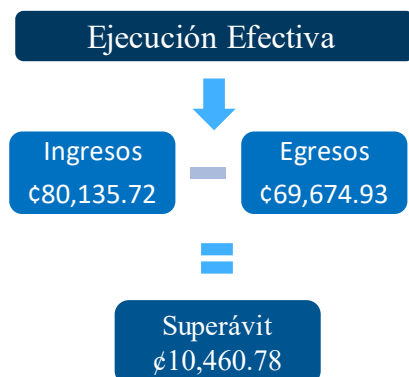 Ejecución Efectiva
Ingresos
¢80,135.72
Egresos
¢69,674.93
Superávit
¢10,460.78